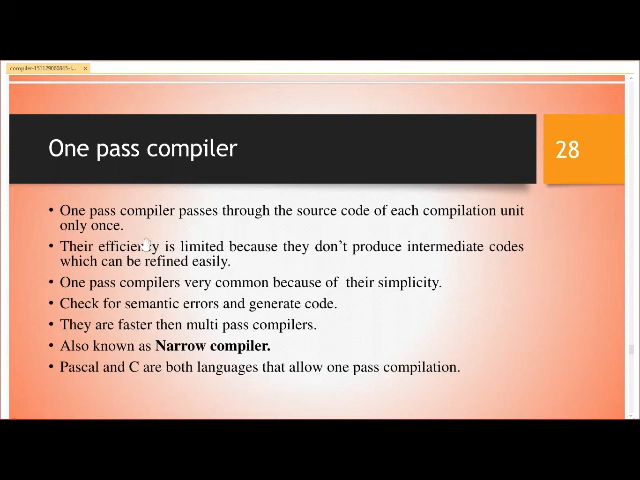 One pass compiler
28
• One pass compiler passes through the source code of each compilation unit
only once.
• Their efficiency is limited because they don't produce intermediate codes
which can be refined easily.
• One pass compilers very common because of their simplicity.
• Check for semantic errors and generate code.
• They are faster then multi pass compilers.
• Also known as Narrow compiler.
• Pascal and C are both languages that allow one pass compilation.